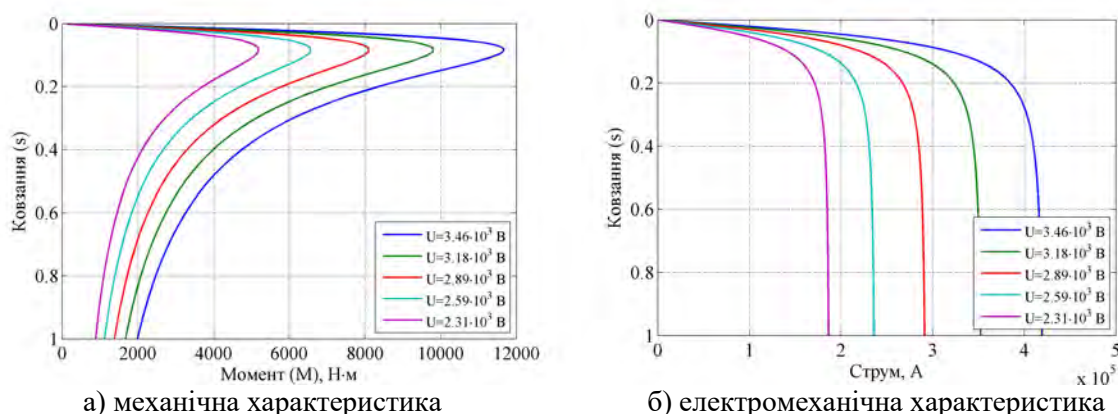 0
0.2
0.4
0.6
0.8
1
Ковзання (s)
0 2000 4000 6000 8000 10000 12000
Момент (М), Н·м
U=3.46·10³ В
U=3.18·10³ В
U=2.89·10³ В
U=2.59·10³ В
U=2.31·10³ В
а) механічна характеристика
0
0.2
0.4
0.6
0.8
1
Ковзання (s)
0 1 2 3 4 5
x 10⁵
Струм, А
U=3.46·10³ В
U=3.18·10³ В
U=2.89·10³ В
U=2.59·10³ В
U=2.31·10³ В
б) електромеханічна характеристика